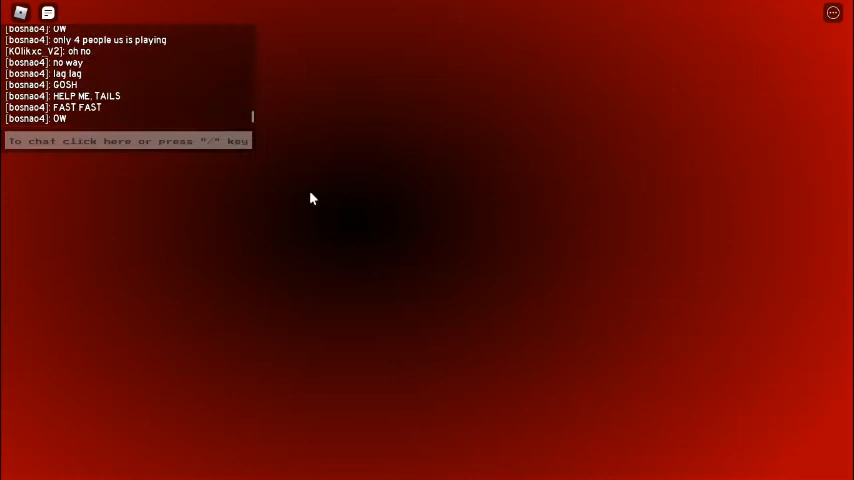 [bosnao4]: OW
[bosnao4]: only 4 people us is playing
[K0likxc_V2]: oh no
[bosnao4]: no way
[bosnao4]: lag lag
[bosnao4]: GOSH
[bosnao4]: HELP ME, TAILS
[bosnao4]: FAST FAST
[bosnao4]: OW
To chat click here or press "/" key